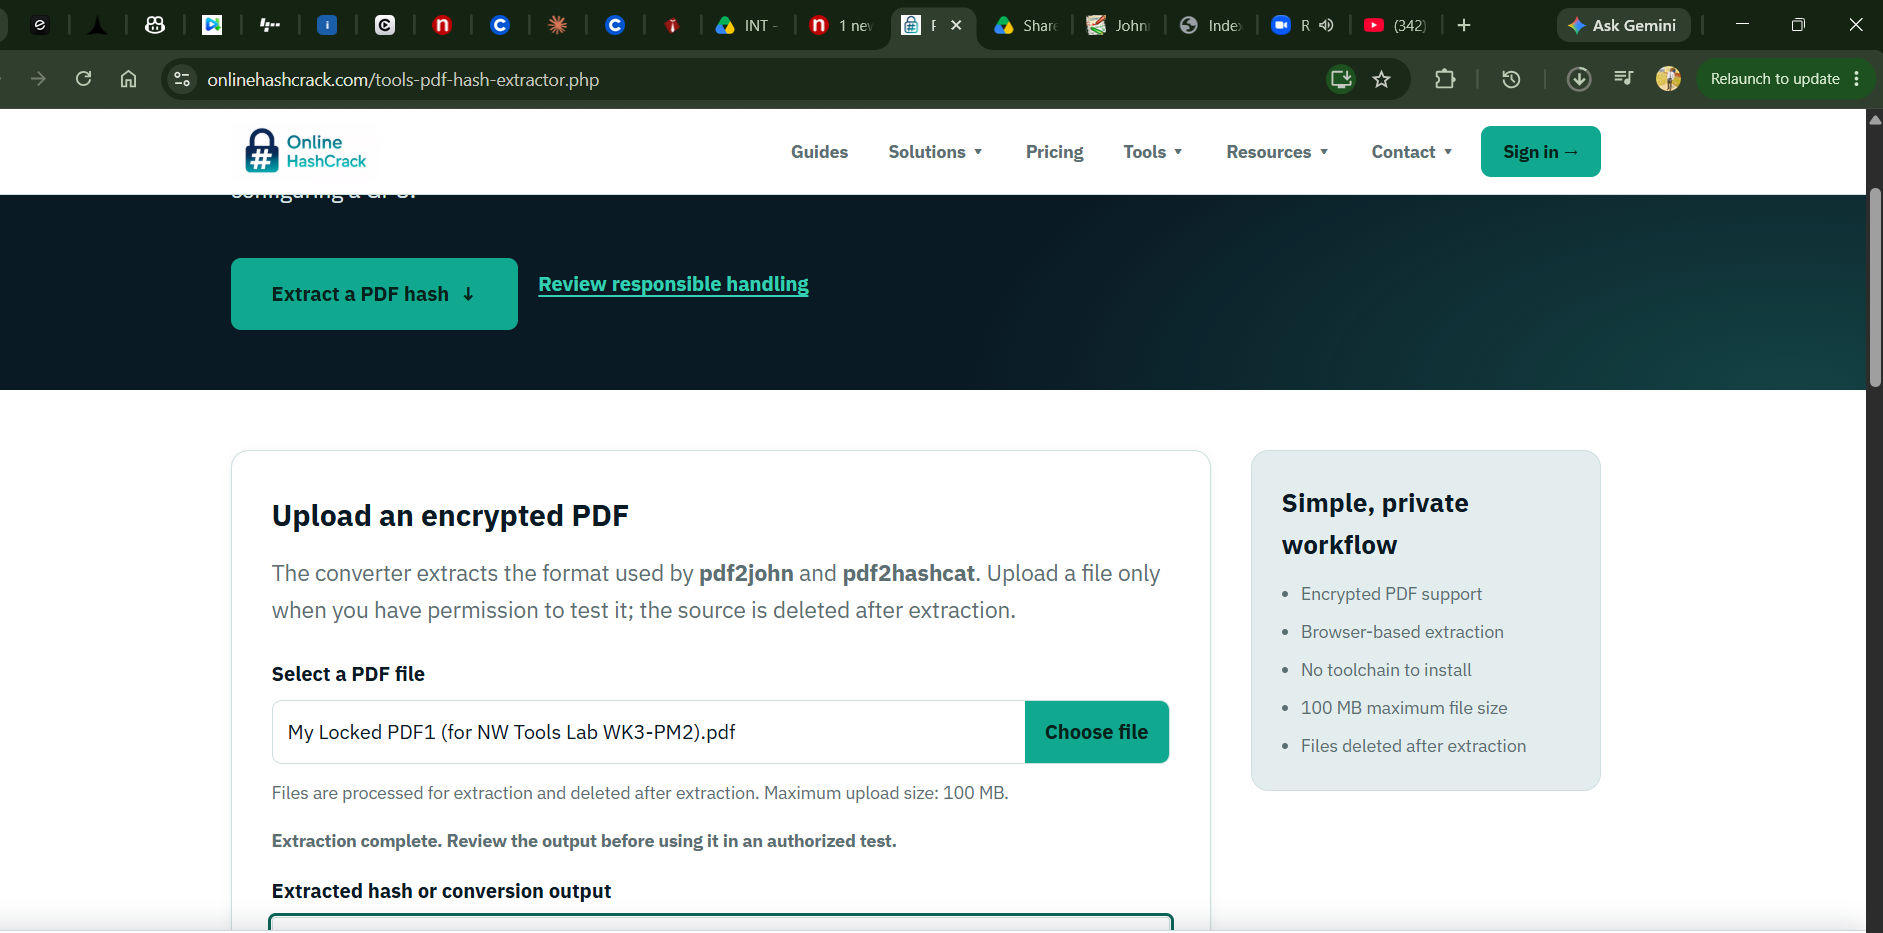 INT -
1 nev
F
Share
John
Index
R
(342)
Ask Gemini
onlinehashcrack.com/tools-pdf-hash-extractor.php
Relaunch to update
Online
HashCrack
Guides
Solutions
Pricing
Tools
Resources
Contact
Sign in →
Extract a PDF hash ↓
Review responsible handling
Upload an encrypted PDF
The converter extracts the format used by pdf2john and pdf2hashcat. Upload a file only
when you have permission to test it; the source is deleted after extraction.
Select a PDF file
My Locked PDF1 (for NW Tools Lab WK3-PM2).pdf
Choose file
Files are processed for extraction and deleted after extraction. Maximum upload size: 100 MB.
Extraction complete. Review the output before using it in an authorized test.
Extracted hash or conversion output
Simple, private
workflow
• Encrypted PDF support
• Browser-based extraction
• No toolchain to install
• 100 MB maximum file size
• Files deleted after extraction